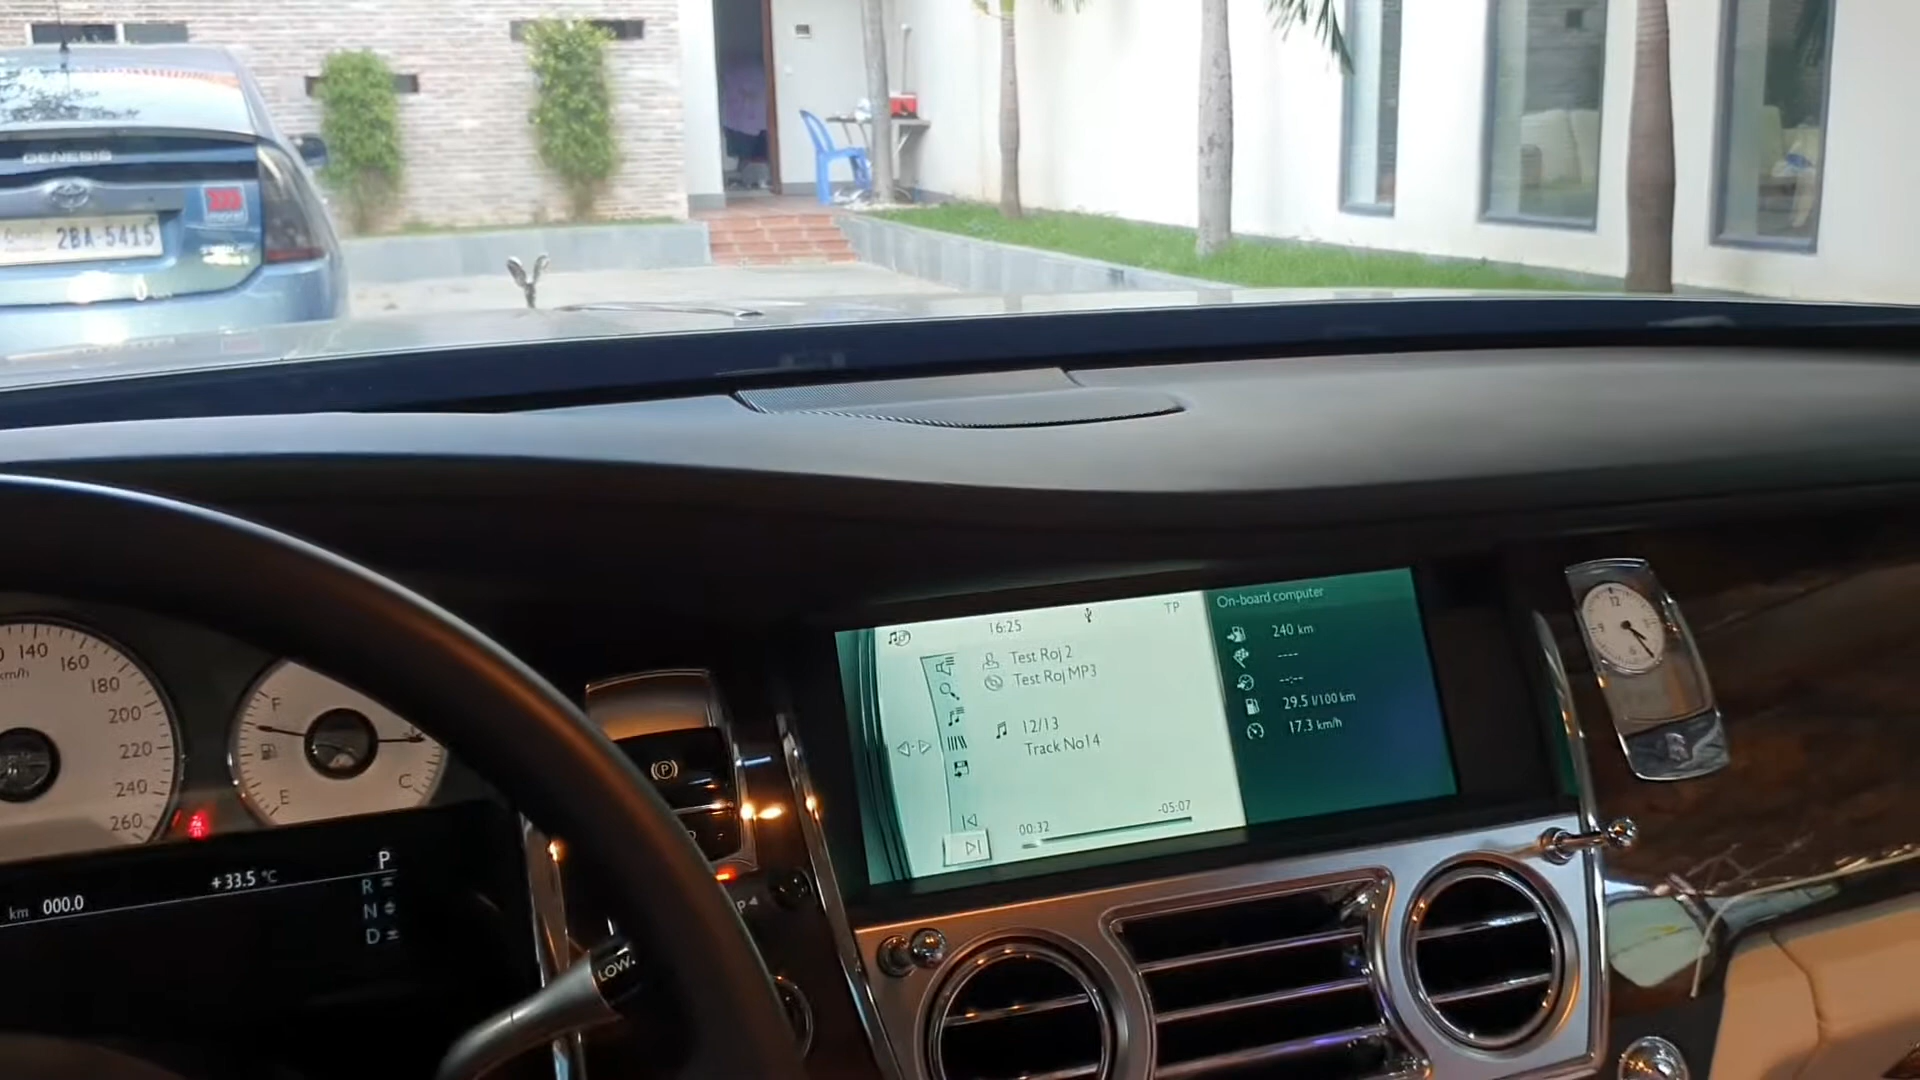 GENESIS
2BA-5415
TP
16:25
Test Roj 2
Test Roj MP3
12/13
Track No14
00:32
-05:07
On-board computer
240 km
----
--:--
29.5 l/100 km
17.3 km/h
12
140
160
180
200
220
240
260
km/h
F
E
C
P
LOW.
P
R
N
D
+33.5 °C
km 000.0